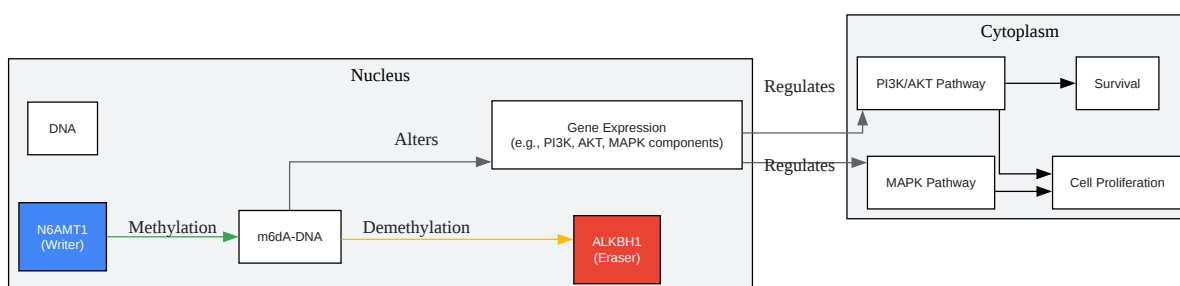 Cytoplasm
Nucleus
DNA
Gene Expression
(e.g., PI3K, AKT, MAPK components)
Regulates
PI3K/AKT Pathway
Survival
Alters
Regulates
MAPK Pathway
Cell Proliferation
N6AMT1
(Writer)
Methylation
m6dA-DNA
Demethylation
ALKBH1
(Eraser)